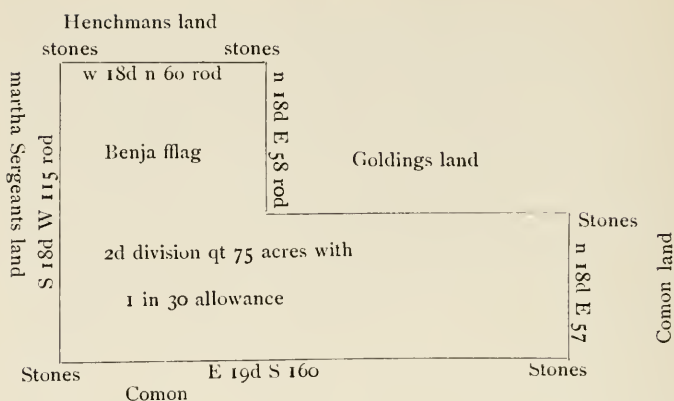 Henchmans land
stones
stones
w 18d n 60 rod
martha Sergeants land
S 18d W 115 rod
n 18d E 58 rod
Benja fflag
Goldings land
Stones
2d division qt 75 acres with
1 in 30 allowance
n 18d E 57
Comon land
Stones
E 19d S 160
Stones
Comon